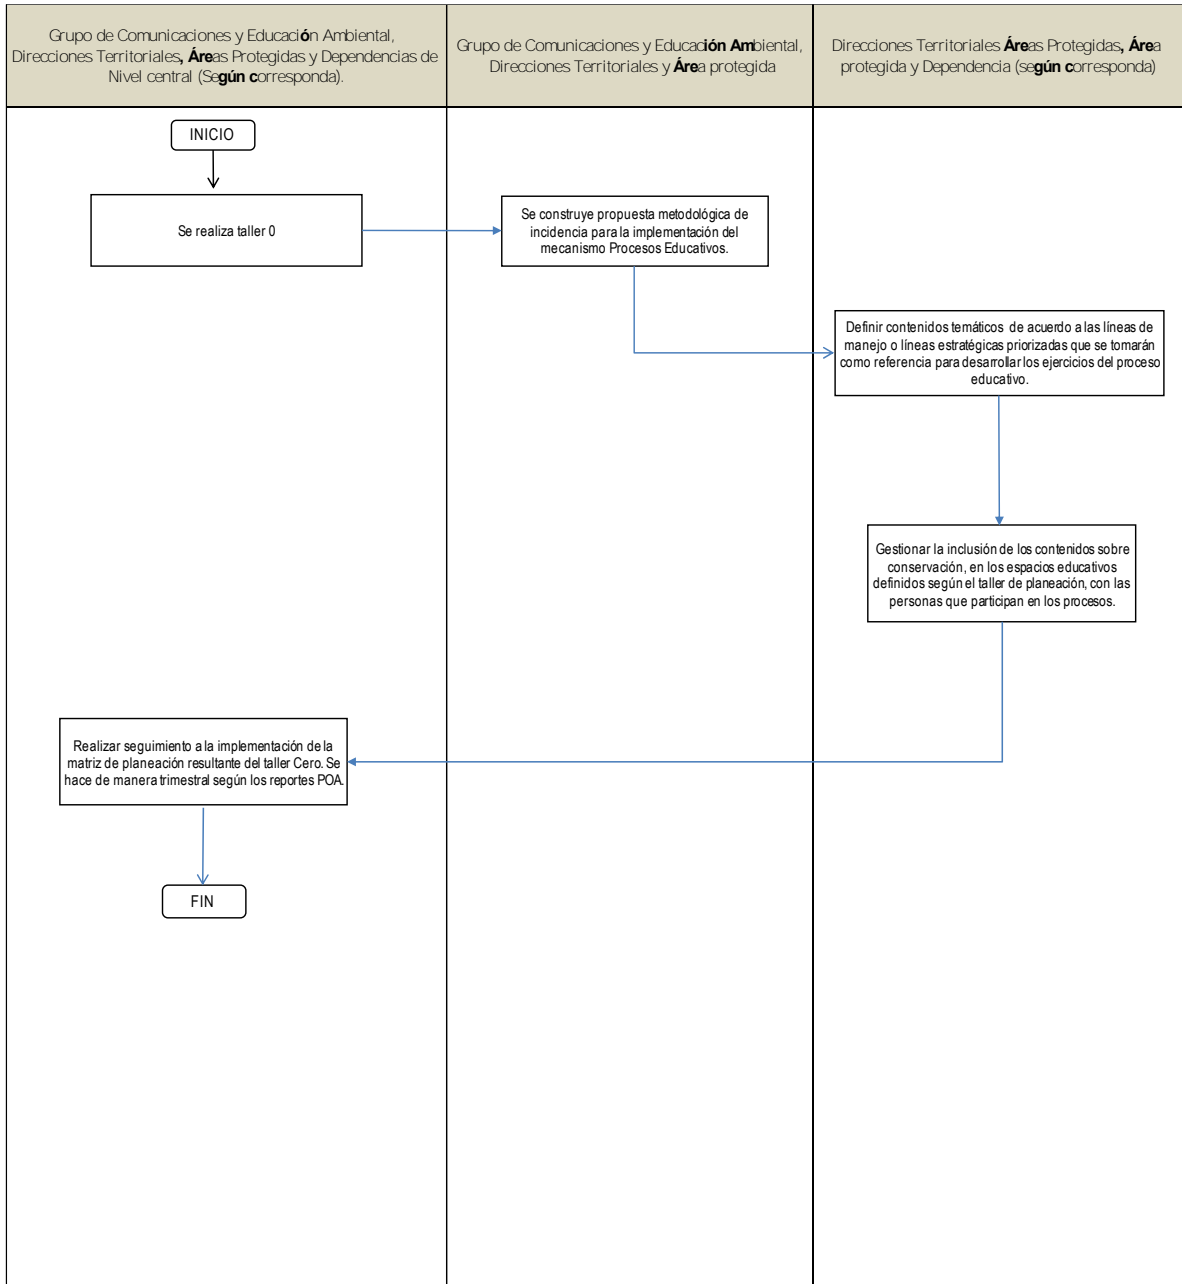 Grupo de Comunicaciones y Educación Ambiental,
Direcciones Territoriales, Áreas Protegidas y Dependencias de
Nivel central (Según corresponda).
Grupo de Comunicaciones y Educación Ambiental,
Direcciones Territoriales y Área protegida
Direcciones Territoriales Áreas Protegidas, Área
protegida y Dependencia (según corresponda)
INICIO
Se realiza taller 0
Se construye propuesta metodológica de
incidencia para la implementación del
mecanismo Procesos Educativos.
Definir contenidos temáticos de acuerdo a las líneas de
manejo o líneas estratégicas priorizadas que se tomarán
como referencia para desarrollar los ejercicios del proceso
educativo.
Gestionar la inclusión de los contenidos sobre
conservación, en los espacios educativos
definidos según el taller de planeación, con las
personas que participan en los procesos.
Realizar seguimiento a la implementación de la
matriz de planeación resultante del taller Cero. Se
hace de manera trimestral según los reportes POA.
FIN